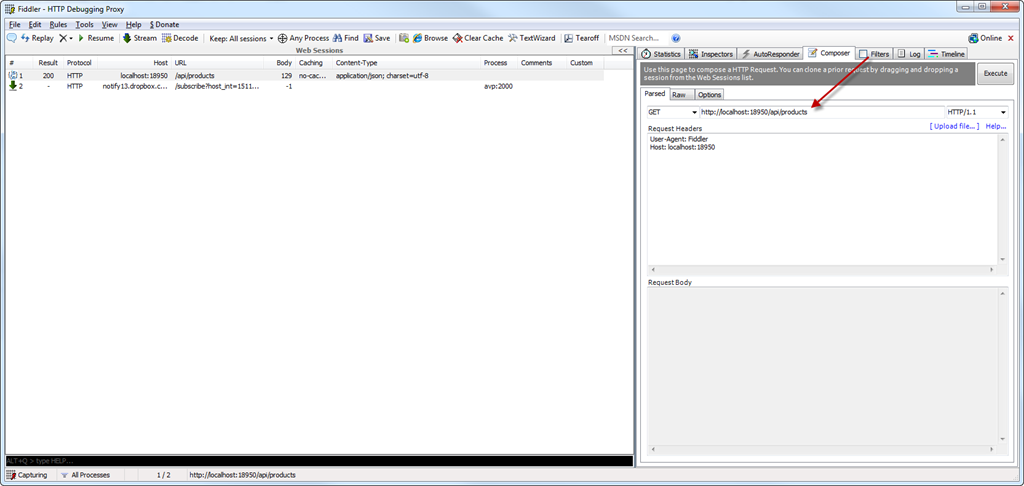 Fiddler - HTTP Debugging Proxy
File Edit Rules Tools View Help $ Donate
Replay X Resume Stream Decode Keep: All sessions Any Process Find Save Browse Clear Cache TextWizard Tearoff MSDN Search... Online
Web Sessions <<
# Result Protocol Host URL Body Caching Content-Type Process Comments Custom
1 200 HTTP localhost:18950 /api/products 129 no-cac... application/json; charset=utf-8
2 - HTTP notify13.dropbox.c... /subscribe?host_int=1511... -1 avp:2000
Statistics Inspectors AutoResponder Composer Filters Log Timeline
Use this page to compose a HTTP Request. You can clone a prior request by dragging and dropping a
session from the Web Sessions list.
Execute
Parsed Raw Options
GET http://localhost:18950/api/products HTTP/1.1
Request Headers [Upload file...] Help...
User-Agent: Fiddler
Host: localhost:18950
Request Body
ALT+Q > type HELP...
Capturing All Processes 1 / 2 http://localhost:18950/api/products